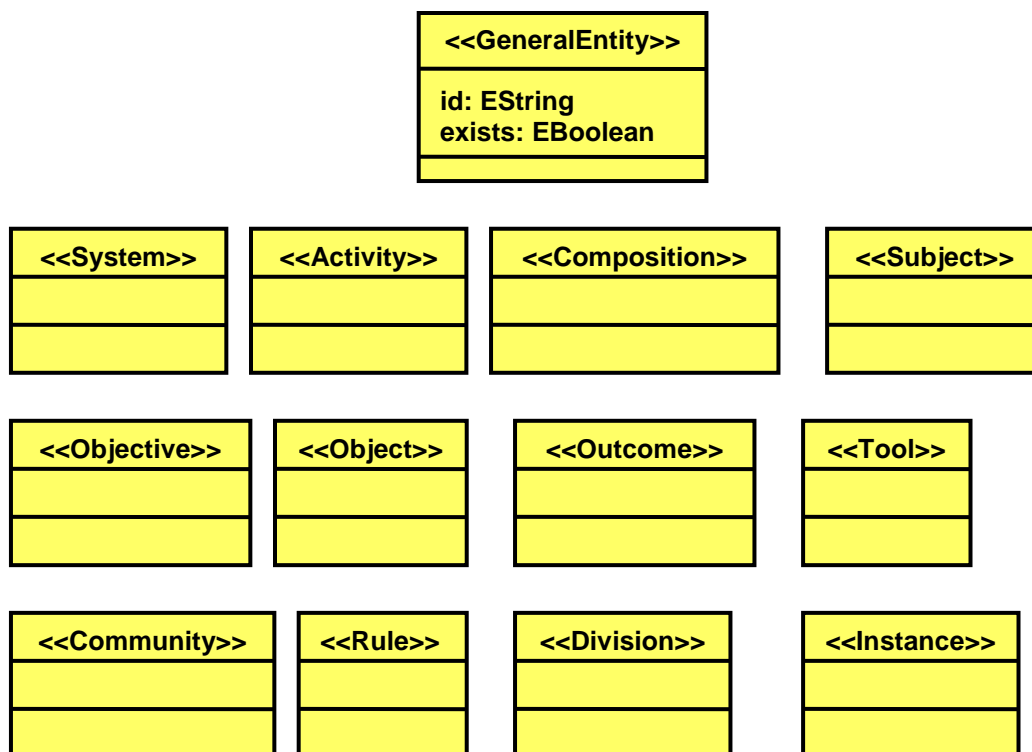 <<GeneralEntity>>
id: EString
exists: EBoolean
<<System>>
<<Activity>>
<<Composition>>
<<Subject>>
<<Objective>>
<<Object>>
<<Outcome>>
<<Tool>>
<<Community>>
<<Rule>>
<<Division>>
<<Instance>>